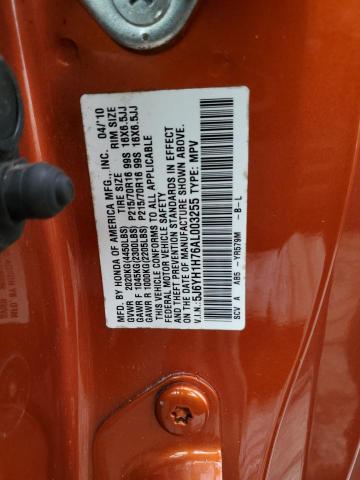 MFD. BY HONDA OF AMERICA MFG., INC. 04/'10
TIRE SIZE RIM SIZE
GVWR 2020KG(4450LBS)
GAWR F 1045KG(2300LBS) P215/70R16 99S 16X6.5JJ
GAWR R 1000KG(2205LBS) P215/70R16 99S 16X6.5JJ
THIS VEHICLE CONFORMS TO ALL APPLICABLE
FEDERAL MOTOR VEHICLE SAFETY, BUMPER,
AND THEFT PREVENTION STANDARDS IN EFFECT
ON THE DATE OF MANUFACTURE SHOWN ABOVE.
V.I.N.: 5J6YH1H76AL003255 TYPE: MPV
SCV A AB5 - YR578M - B - L